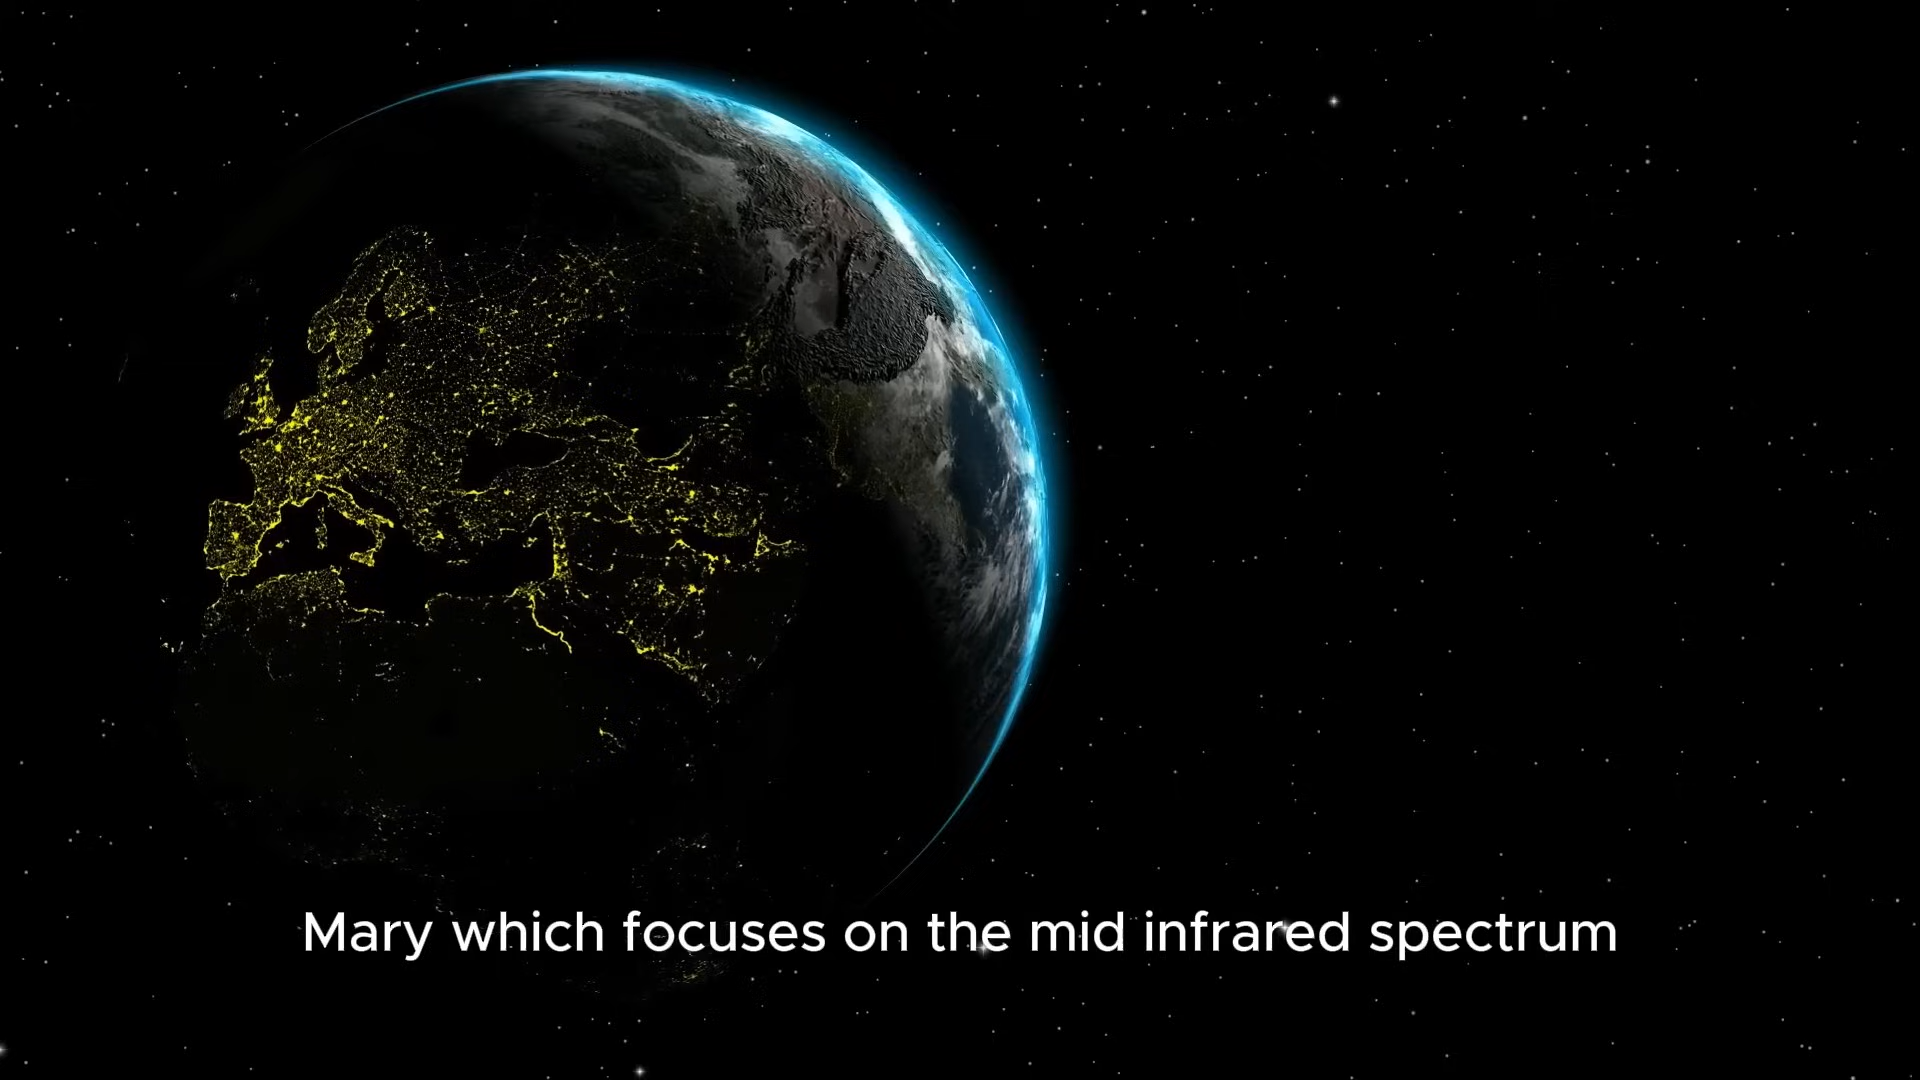 Mary which focuses on the mid infrared spectrum